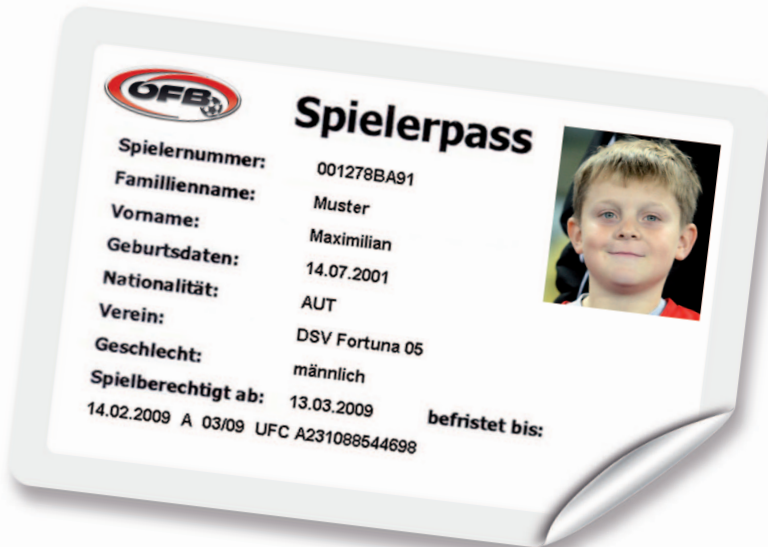 ÖFB
Spielerpass
Spielernummer: 001278BA91
Famillienname: Muster
Vorname: Maximilian
Geburtsdaten: 14.07.2001
Nationalität: AUT
Verein: DSV Fortuna 05
Geschlecht: männlich
Spielberechtigt ab: 13.03.2009 befristet bis:
14.02.2009 A 03/09 UFC A231088544698